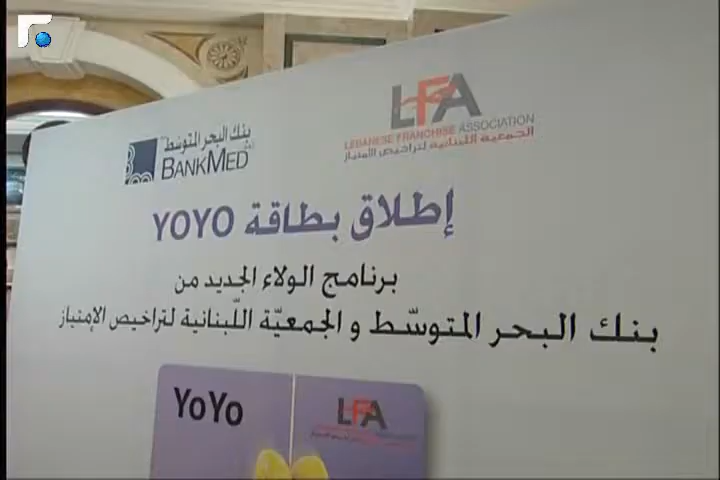 بنك البحر المتوسط
BANKMED
LFA
LEBANESE FRANCHISE ASSOCIATION
الجمعية اللبنانية لتراخيص الإمتياز
إطلاق بطاقة YOYO
برنامج الولاء الجديد من
بنك البحر المتوسّط و الجمعيّة اللّبنانية لتراخيص الإمتياز
YoYo
LFA